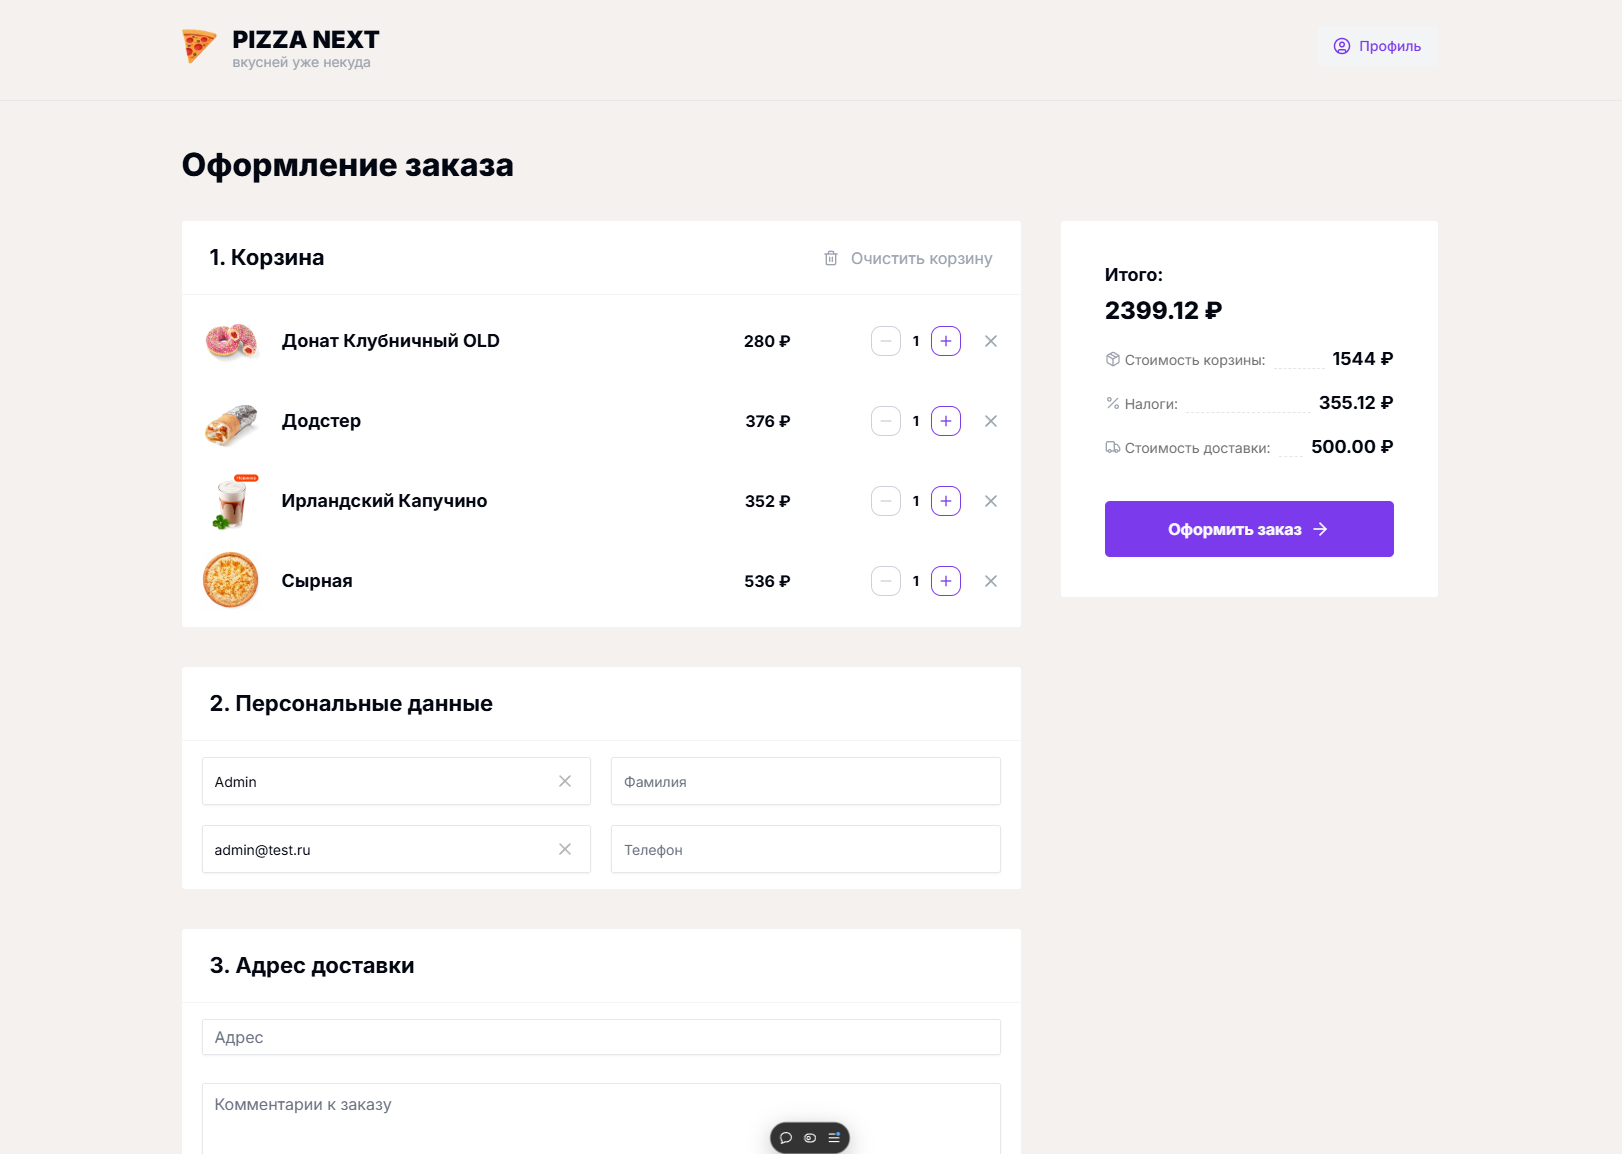 PIZZA NEXT
вкусней уже некуда
Профиль
Оформление заказа
1. Корзина
Очистить корзину
Донат Клубничный OLD
280 ₽
1
Додстер
376 ₽
1
Ирландский Капучино
352 ₽
1
Сырная
536 ₽
1
Итого:
2399.12 ₽
Стоимость корзины:
1544 ₽
Налоги:
355.12 ₽
Стоимость доставки:
500.00 ₽
Оформить заказ
2. Персональные данные
Admin
Фамилия
admin@test.ru
Телефон
3. Адрес доставки
Адрес
Комментарии к заказу